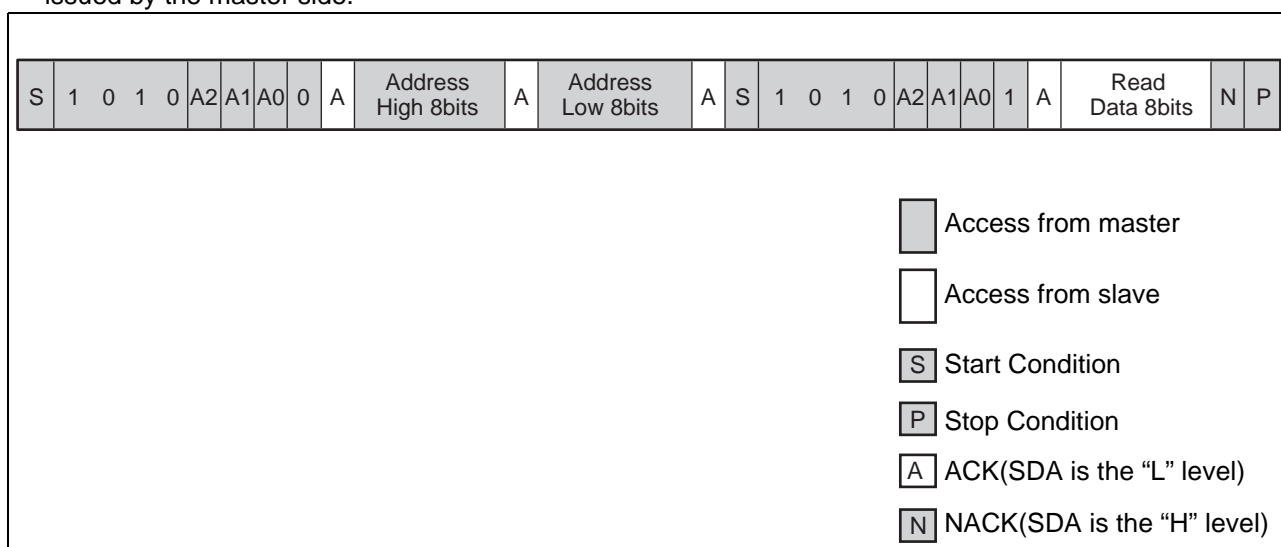 issued by the master side.
S 1 0 1 0 A2 A1 A0 0 A Address High 8bits A Address Low 8bits A S 1 0 1 0 A2 A1 A0 1 A Read Data 8bits N P
Access from master
Access from slave
S Start Condition
P Stop Condition
A ACK(SDA is the “L” level)
N NACK(SDA is the “H” level)